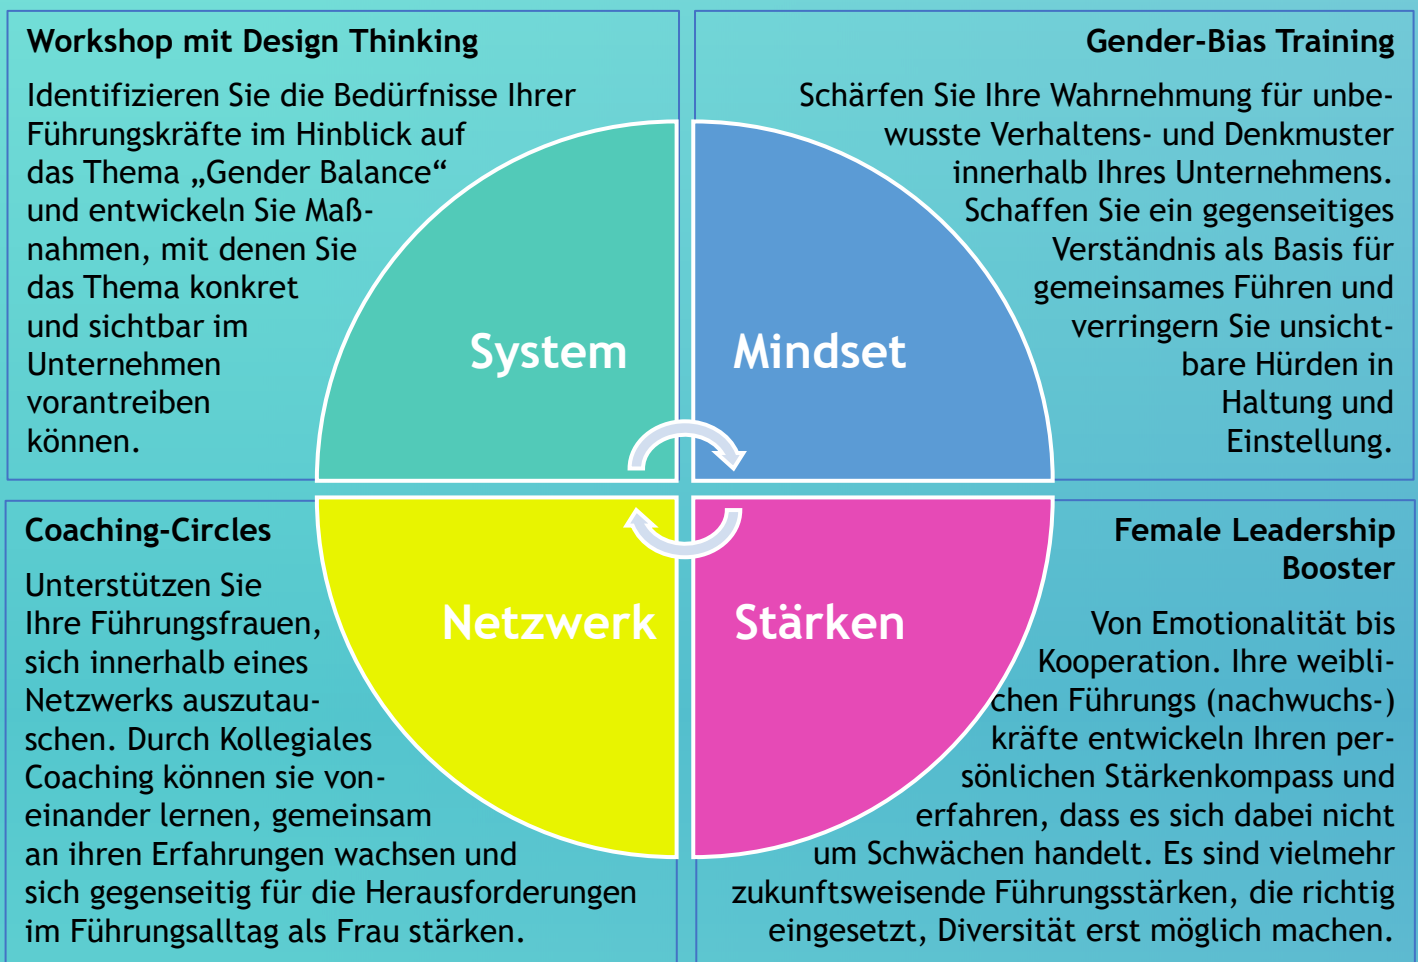 Workshop mit Design Thinking
Identifizieren Sie die Bedürfnisse Ihrer
Führungskräfte im Hinblick auf
das Thema „Gender Balance“
und entwickeln Sie Maß-
nahmen, mit denen Sie
das Thema konkret
und sichtbar im
Unternehmen
vorantreiben
können.
Gender-Bias Training
Schärfen Sie Ihre Wahrnehmung für unbe-
wusste Verhaltens- und Denkmuster
innerhalb Ihres Unternehmens.
Schaffen Sie ein gegenseitiges
Verständnis als Basis für
gemeinsames Führen und
verringern Sie unsicht-
bare Hürden in
Haltung und
Einstellung.
System
Mindset
Netzwerk
Stärken
Coaching-Circles
Unterstützen Sie
Ihre Führungsfrauen,
sich innerhalb eines
Netzwerks auszutau-
schen. Durch Kollegiales
Coaching können sie von-
einander lernen, gemeinsam
an ihren Erfahrungen wachsen und
sich gegenseitig für die Herausforderungen
im Führungsalltag als Frau stärken.
Female Leadership
Booster
Von Emotionalität bis
Kooperation. Ihre weibli-
chen Führungs (nachwuchs-)
kräfte entwickeln Ihren per-
sönlichen Stärkenkompass und
erfahren, dass es sich dabei nicht
um Schwächen handelt. Es sind vielmehr
zukunftsweisende Führungsstärken, die richtig
eingesetzt, Diversität erst möglich machen.